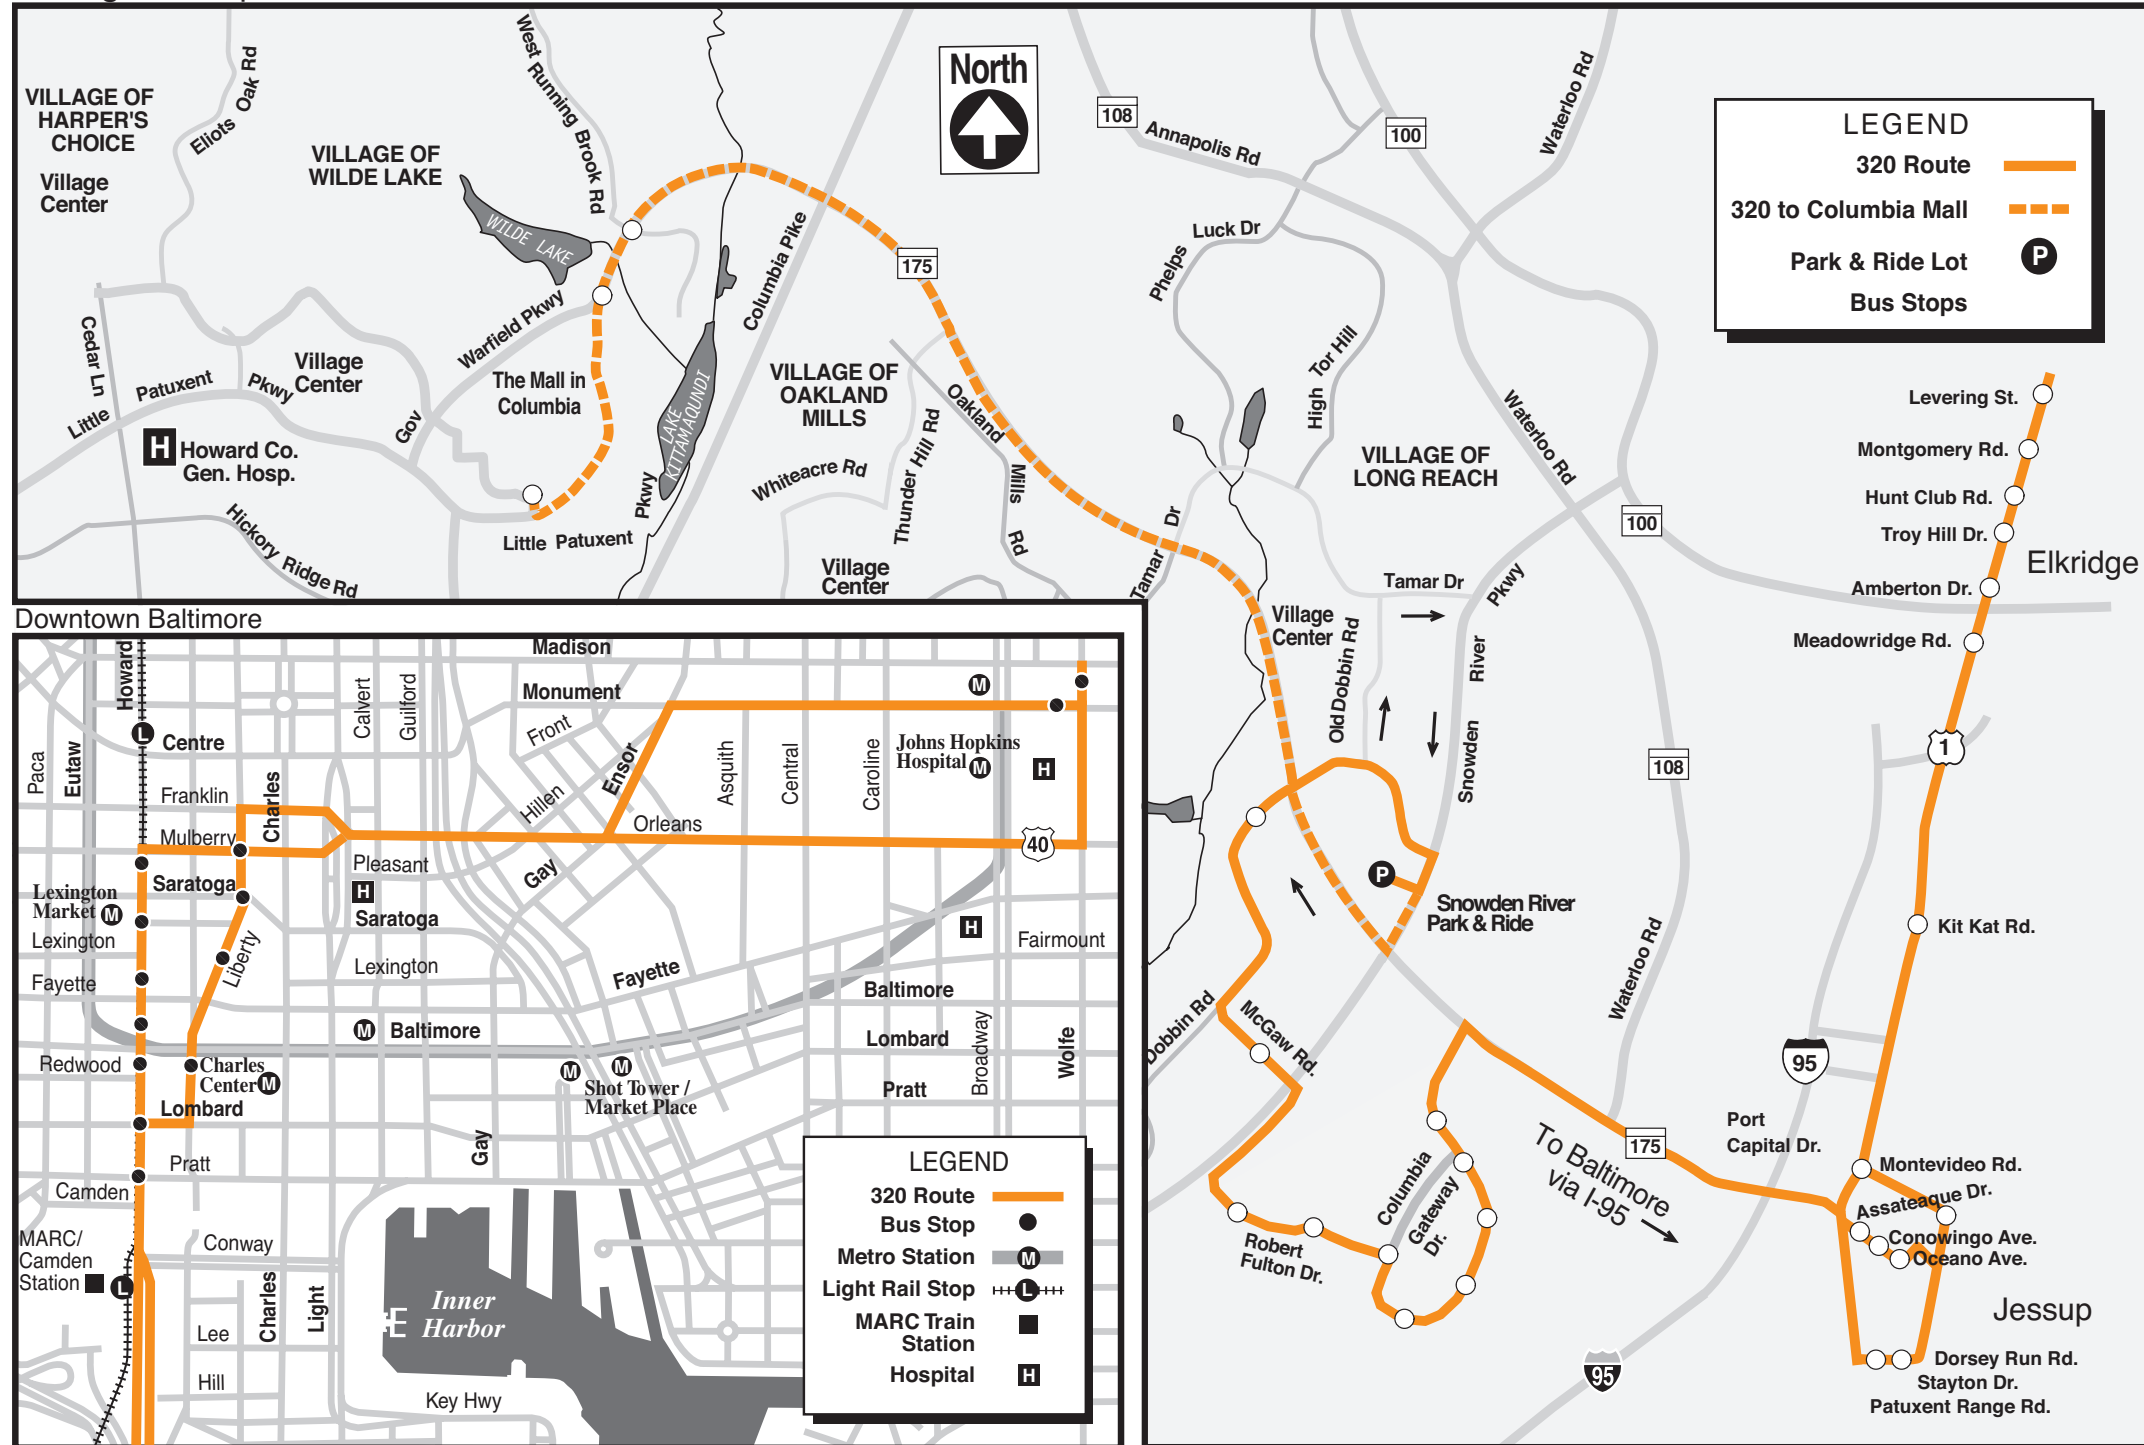 VILLAGE OF
HARPER'S
CHOICE
Village
Center
Eliots Oak Rd
VILLAGE OF
WILDE LAKE
West Running Brook Rd
WILDE LAKE
North
108
Annapolis Rd
100
Waterloo Rd
LEGEND
320 Route
320 to Columbia Mall
Park & Ride Lot
P
Bus Stops
Columbia Pike
175
Luck Dr
Phelps
High Tor Hill
Cedar Ln
Little Patuxent Pkwy
Village
Center
Gov
Warfield Pkwy
The Mall in
Columbia
LAKE
KITTAMAQUNDI
VILLAGE OF
OAKLAND
MILLS
Oakland Mills Rd
Whiteacre Rd
Thunder Hill Rd
Village
Center
H
Howard Co.
Gen. Hosp.
Hickory Ridge Rd
Little Patuxent Pkwy
VILLAGE OF
LONG REACH
Waterloo Rd
100
Levering St.
Montgomery Rd.
Hunt Club Rd.
Troy Hill Dr.
Elkridge
Amberton Dr.
Meadowridge Rd.
Tamar Dr
Tamar Dr
Village
Center
Old Dobbin Rd
Snowden River Pkwy
108
1
P
Snowden River
Park & Ride
Kit Kat Rd.
Waterloo Rd
Dobbin Rd
McGaw Rd.
95
Port
Capital Dr.
175
To Baltimore
via I-95
Columbia
Gateway
Dr.
Robert
Fulton Dr.
Montevideo Rd.
Assateaque Dr.
Conowingo Ave.
Oceano Ave.
Jessup
95
Dorsey Run Rd.
Stayton Dr.
Patuxent Range Rd.
Downtown Baltimore
Howard
Madison
Monument
M
Calvert
Guilford
Front
L
Centre
Paca
Eutaw
Franklin
Charles
Ensor
Hillen
Asquith
Central
Caroline
Johns Hopkins
Hospital
M
H
Mulberry
Orleans
40
Pleasant
Gay
Saratoga
H
Lexington
Market
M
Saratoga
Lexington
Liberty
Lexington
H
Fairmount
Fayette
Fayette
Baltimore
M
Baltimore
Lombard
Broadway
Wolfe
Redwood
Charles
Center
M
M
M
Shot Tower /
Market Place
Pratt
Lombard
Gay
Pratt
Camden
MARC/
Camden
Station
L
Conway
Charles
Light
Lee
Hill
Key Hwy
E
Inner
Harbor
LEGEND
320 Route
Bus Stop
Metro Station
M
Light Rail Stop
L
MARC Train
Station
Hospital
H